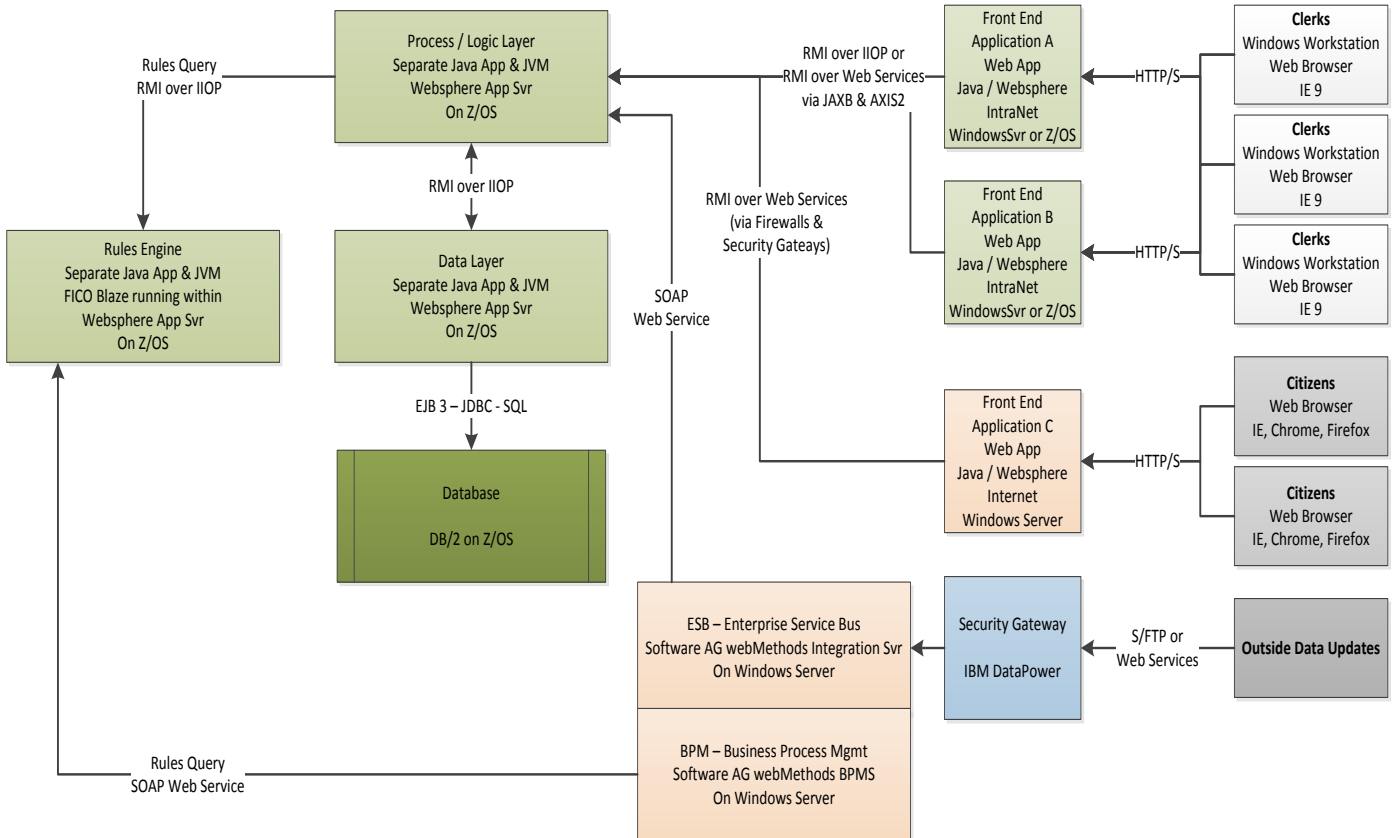 Process / Logic Layer
Separate Java App & JVM
Websphere App Svr
On Z/OS
Rules Query
RMI over IIOP
RMI over IIOP or
RMI over Web Services
via JAXB & AXIS2
Front End
Application A
Web App
Java / Websphere
IntraNet
WindowsSvr or Z/OS
HTTP/S
Clerks
Windows Workstation
Web Browser
IE 9
Clerks
Windows Workstation
Web Browser
IE 9
Clerks
Windows Workstation
Web Browser
IE 9
RMI over IIOP
RMI over Web Services
(via Firewalls &
Security Gateays)
Front End
Application B
Web App
Java / Websphere
IntraNet
WindowsSvr or Z/OS
HTTP/S
Rules Engine
Separate Java App & JVM
FICO Blaze running within
Websphere App Svr
On Z/OS
Data Layer
Separate Java App & JVM
Websphere App Svr
On Z/OS
SOAP
Web Service
EJB 3 – JDBC - SQL
Front End
Application C
Web App
Java / Websphere
Internet
Windows Server
HTTP/S
Citizens
Web Browser
IE, Chrome, Firefox
Citizens
Web Browser
IE, Chrome, Firefox
Database
DB/2 on Z/OS
ESB – Enterprise Service Bus
Software AG webMethods Integration Svr
On Windows Server
Security Gateway
IBM DataPower
S/FTP or
Web Services
Outside Data Updates
BPM – Business Process Mgmt
Software AG webMethods BPMS
On Windows Server
Rules Query
SOAP Web Service